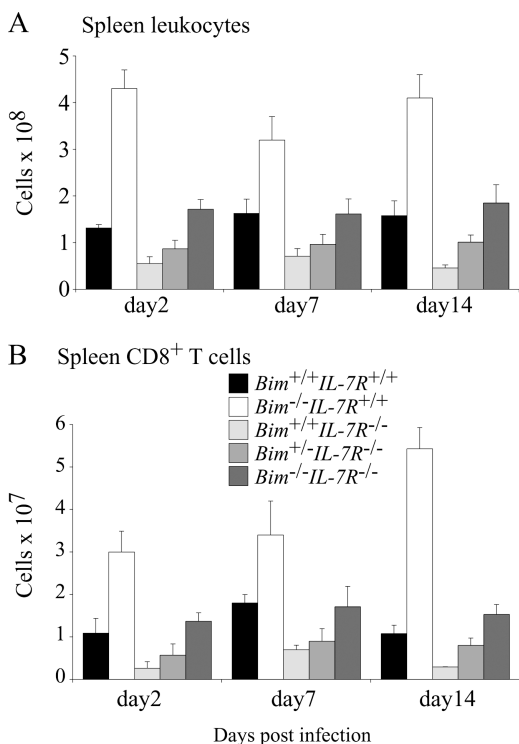 A Spleen leukocytes
5
4
3
2
1
0
Cells x 10⁸
day2 day7 day14
B Spleen CD8⁺ T cells
Bim⁺/⁺IL-7R⁺/⁺
Bim⁻/⁻IL-7R⁺/⁺
Bim⁺/⁺IL-7R⁻/⁻
Bim⁺/⁻IL-7R⁻/⁻
Bim⁻/⁻IL-7R⁻/⁻
6
5
4
3
2
1
0
Cells x 10⁷
day2 day7 day14
Days post infection